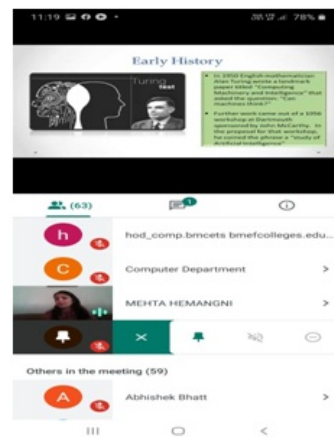 11:19
78%
Early History
Turing
test
In 1950 English mathematician
Alan Turing wrote a landmark
paper titled "Computing
Machinery and Intelligence" that
asked the question: "Can
machines think?"
Further work came out of a 1956
workshop at Dartmouth
sponsored by John McCarthy. In
the proposal for that workshop,
he coined the phrase a "study of
Artificial Intelligence"
(63)
1
h
hod_comp.bmcets bmefcolleges.edu...
C
Computer Department
MEHTA HEMANGNI
Others in the meeting (59)
A
Abhishek Bhatt